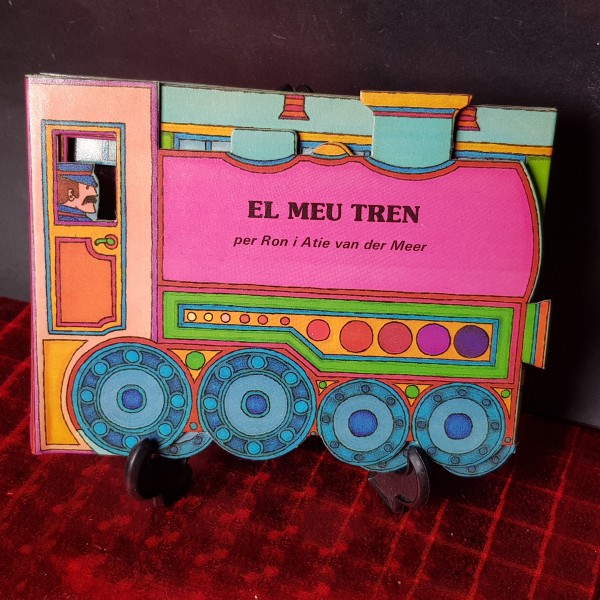 EL MEU TREN
per Ron i Atie van der Meer